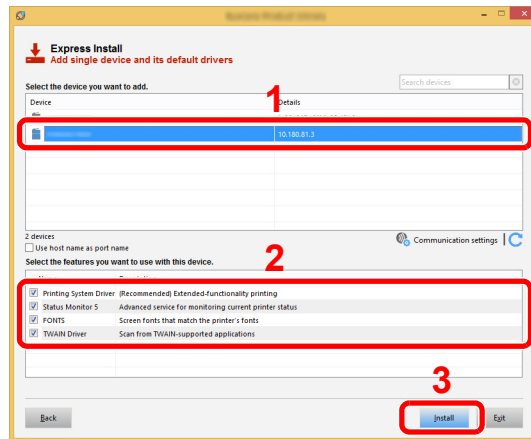 Express Install
Add single device and its default drivers
Select the device you want to add.
Search devices
1
Device Details
10.180.81.3
2 devices
Communication settings
Use host name as port name
2
Select the features you want to use with this device.
Printing System Driver (Recommended) Extended-functionality printing
Status Monitor 5 Advanced service for monitoring current printer status
FONTS Screen fonts that match the printer's fonts
TWAIN Driver Scan from TWAIN-supported applications
3
Back Install Exit